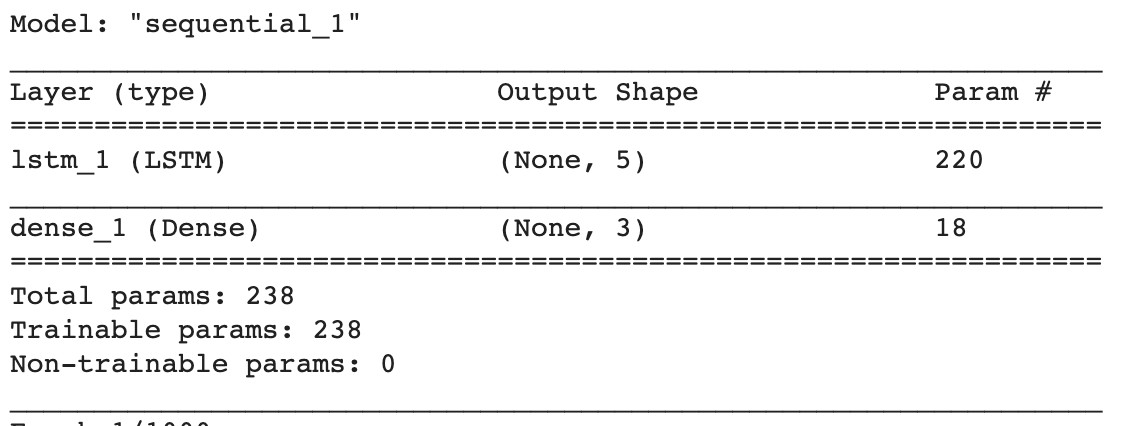 Model: "sequential_1"
Layer (type) Output Shape Param #
=================================================================
lstm_1 (LSTM) (None, 5) 220
dense_1 (Dense) (None, 3) 18
=================================================================
Total params: 238
Trainable params: 238
Non-trainable params: 0